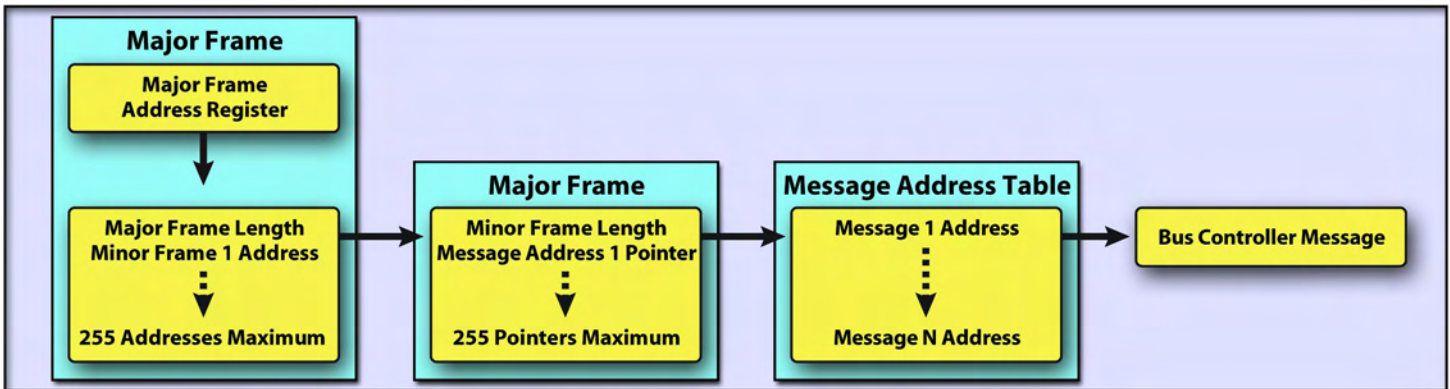 Major Frame
Major Frame
Address Register
Major Frame Length
Minor Frame 1 Address
255 Addresses Maximum
Major Frame
Minor Frame Length
Message Address 1 Pointer
255 Pointers Maximum
Message Address Table
Message 1 Address
Message N Address
Bus Controller Message